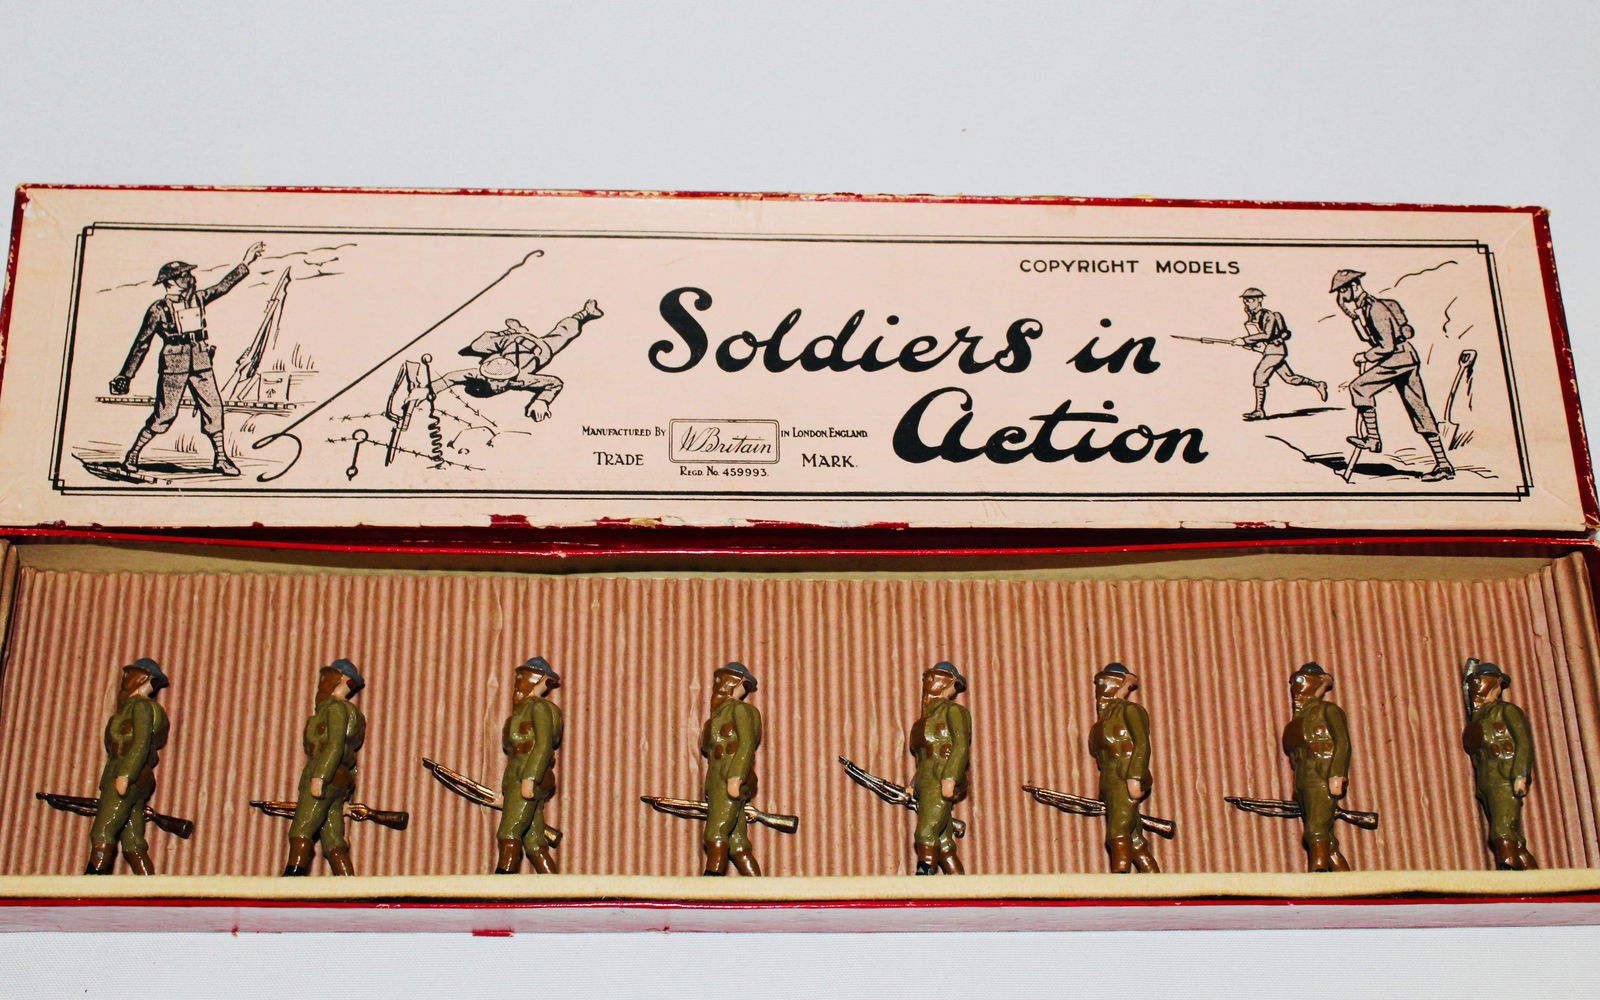 COPYRIGHT MODELS
Soldiers in
Action
MANUFACTURED BY W Britain IN LONDON, ENGLAND.
TRADE MARK.
REGD. No. 459993.